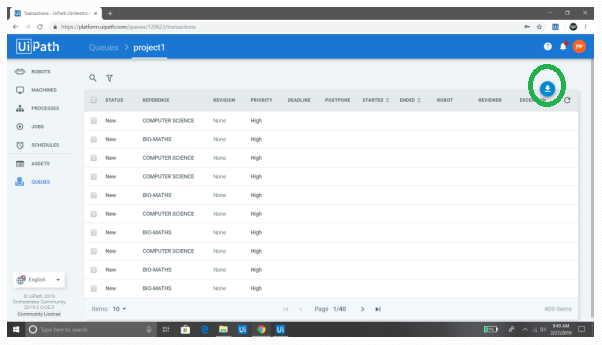 Transactions - UiPath Orchestr
https://platform.uipath.com/queues/120623/transactions
UiPath
Queues > project1
PP
ROBOTS
MACHINES
PROCESSES
JOBS
SCHEDULES
ASSETS
QUEUES
STATUS REFERENCE REVISION PRIORITY DEADLINE POSTPONE STARTED ENDED ROBOT REVIEWER
New COMPUTER SCIENCE None High
New BIO-MATHS None High
New COMPUTER SCIENCE None High
New COMPUTER SCIENCE None High
New BIO-MATHS None High
New COMPUTER SCIENCE None High
New BIO-MATHS None High
New COMPUTER SCIENCE None High
New BIO-MATHS None High
New BIO-MATHS None High
English
© UiPath 2019
Orchestrator Community
2019.2.0-CE.0
Community License
Items: 10
Page 1/40
400 items
Type here to search
9:49 AM
2/27/2019